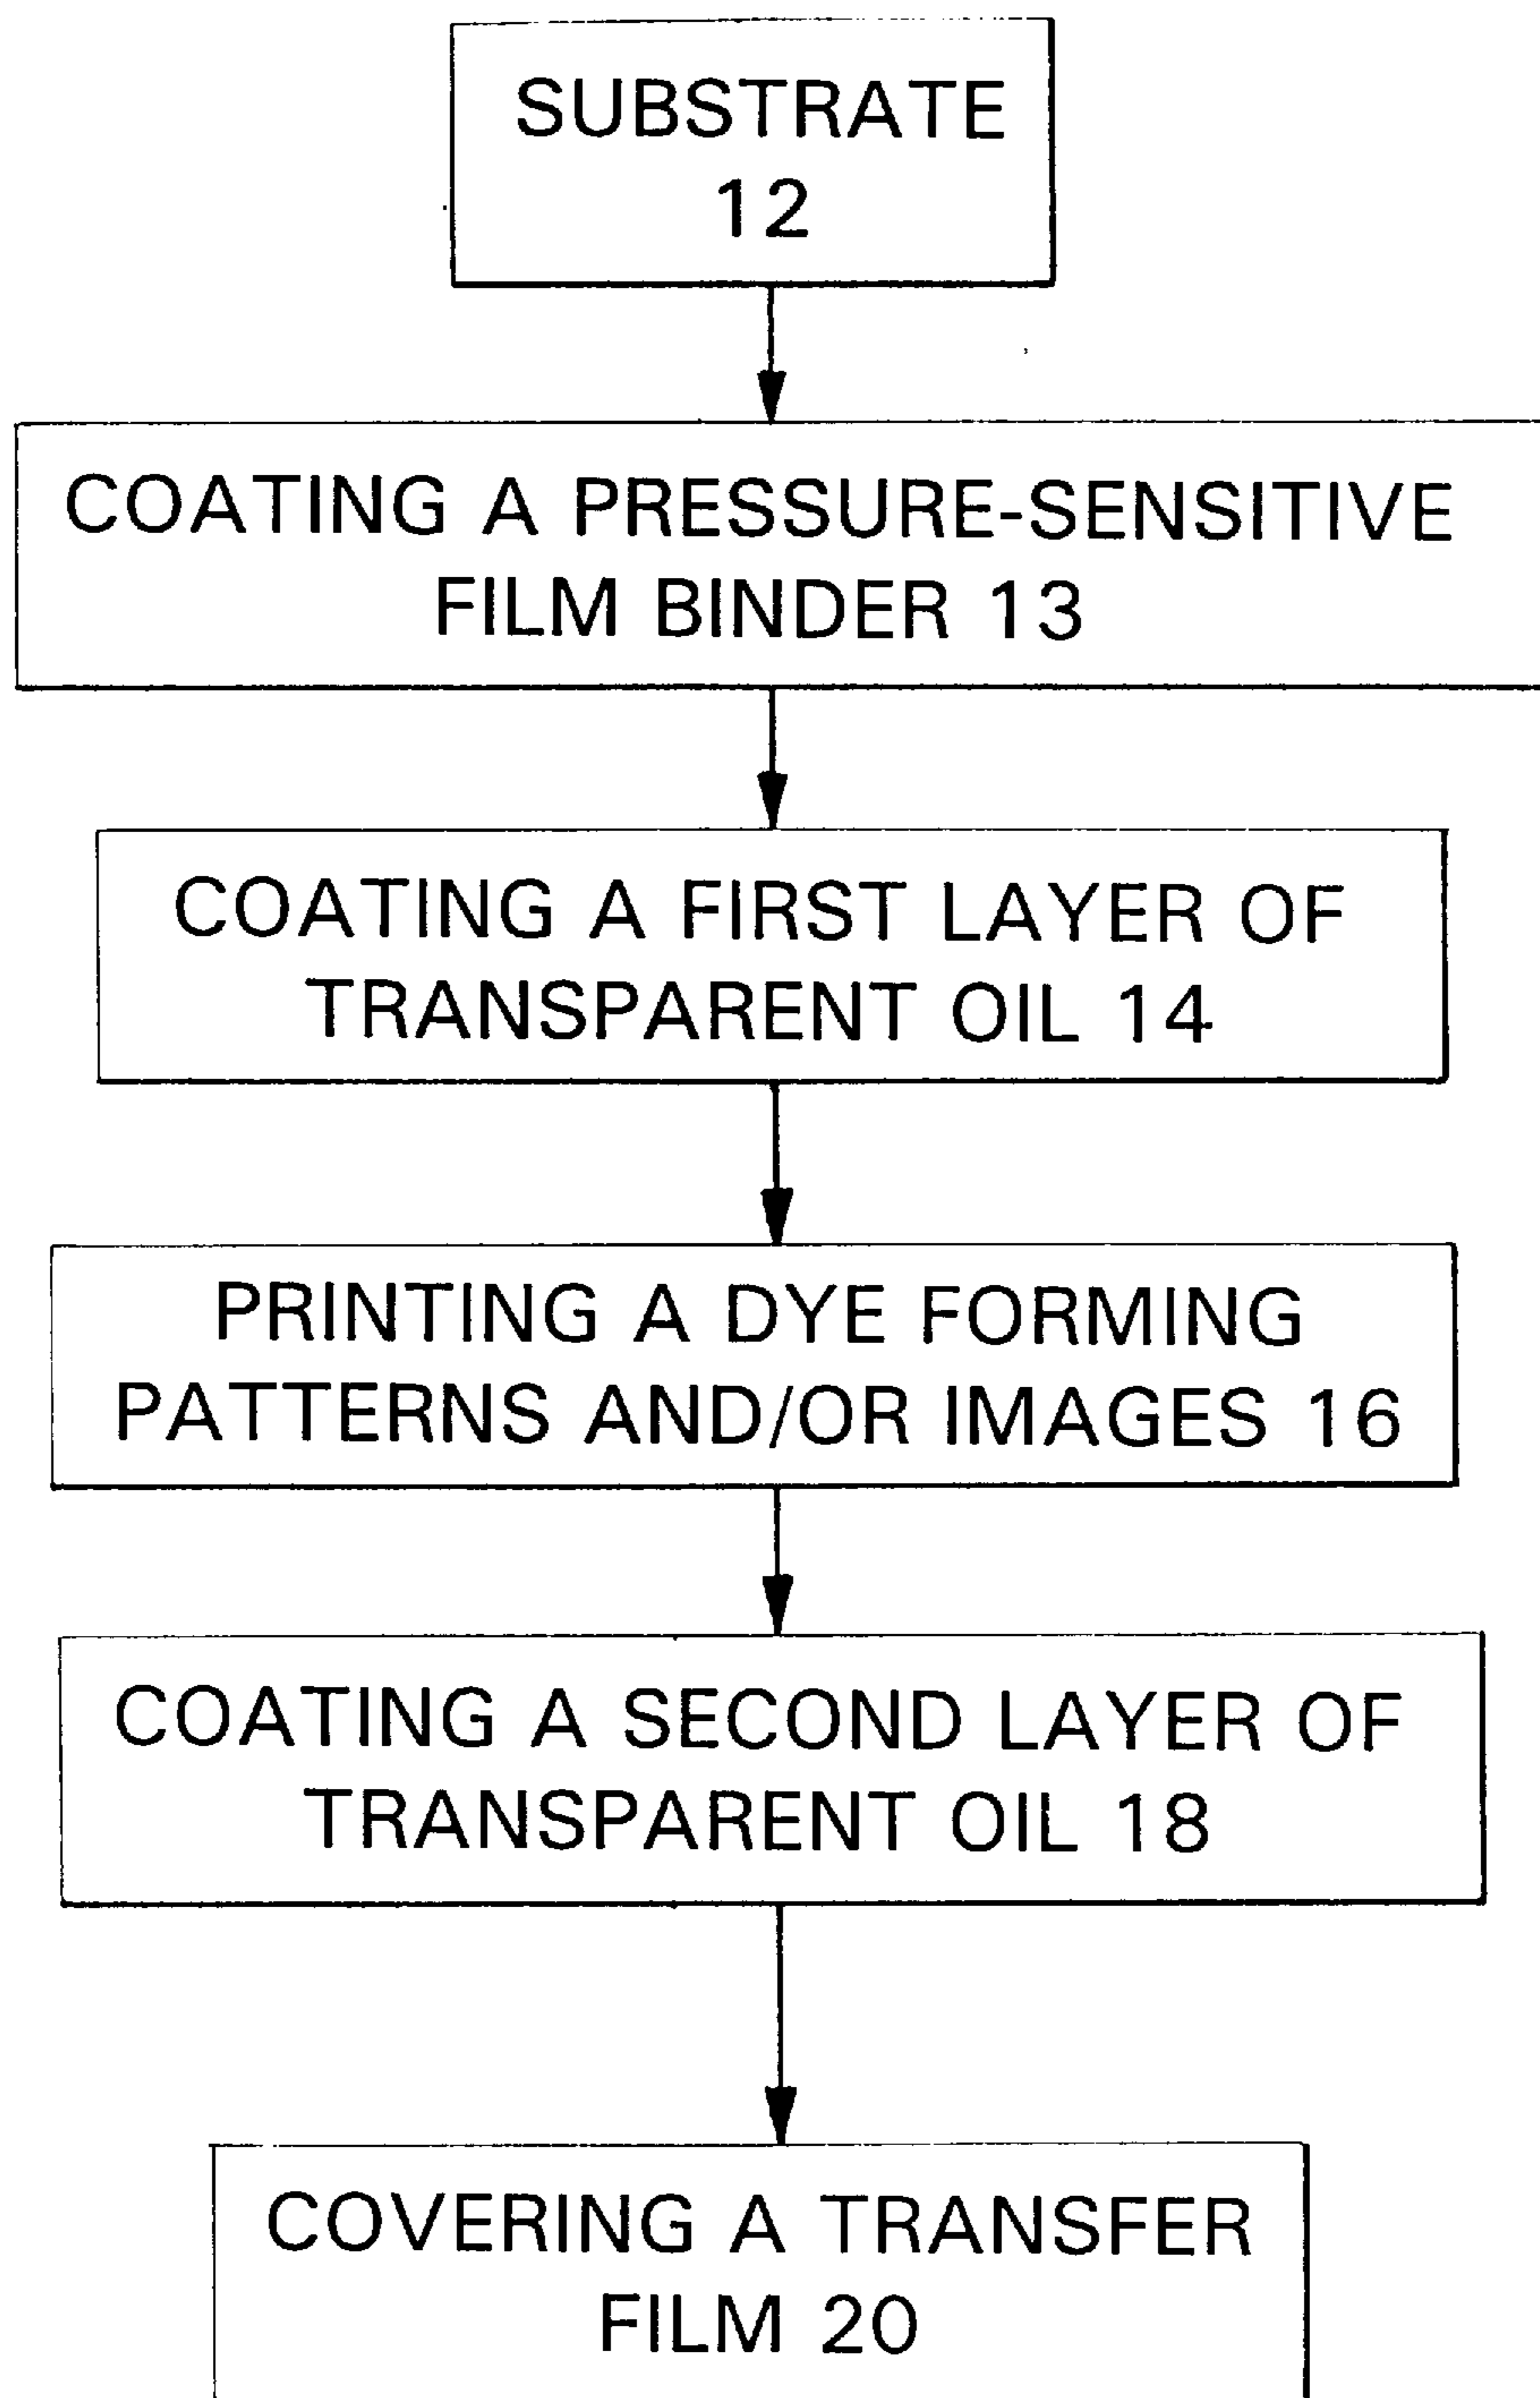 SUBSTRATE
12
COATING A PRESSURE-SENSITIVE
FILM BINDER 13
COATING A FIRST LAYER OF
TRANSPARENT OIL 14
PRINTING A DYE FORMING
PATTERNS AND/OR IMAGES 16
COATING A SECOND LAYER OF
TRANSPARENT OIL 18
COVERING A TRANSFER
FILM 20